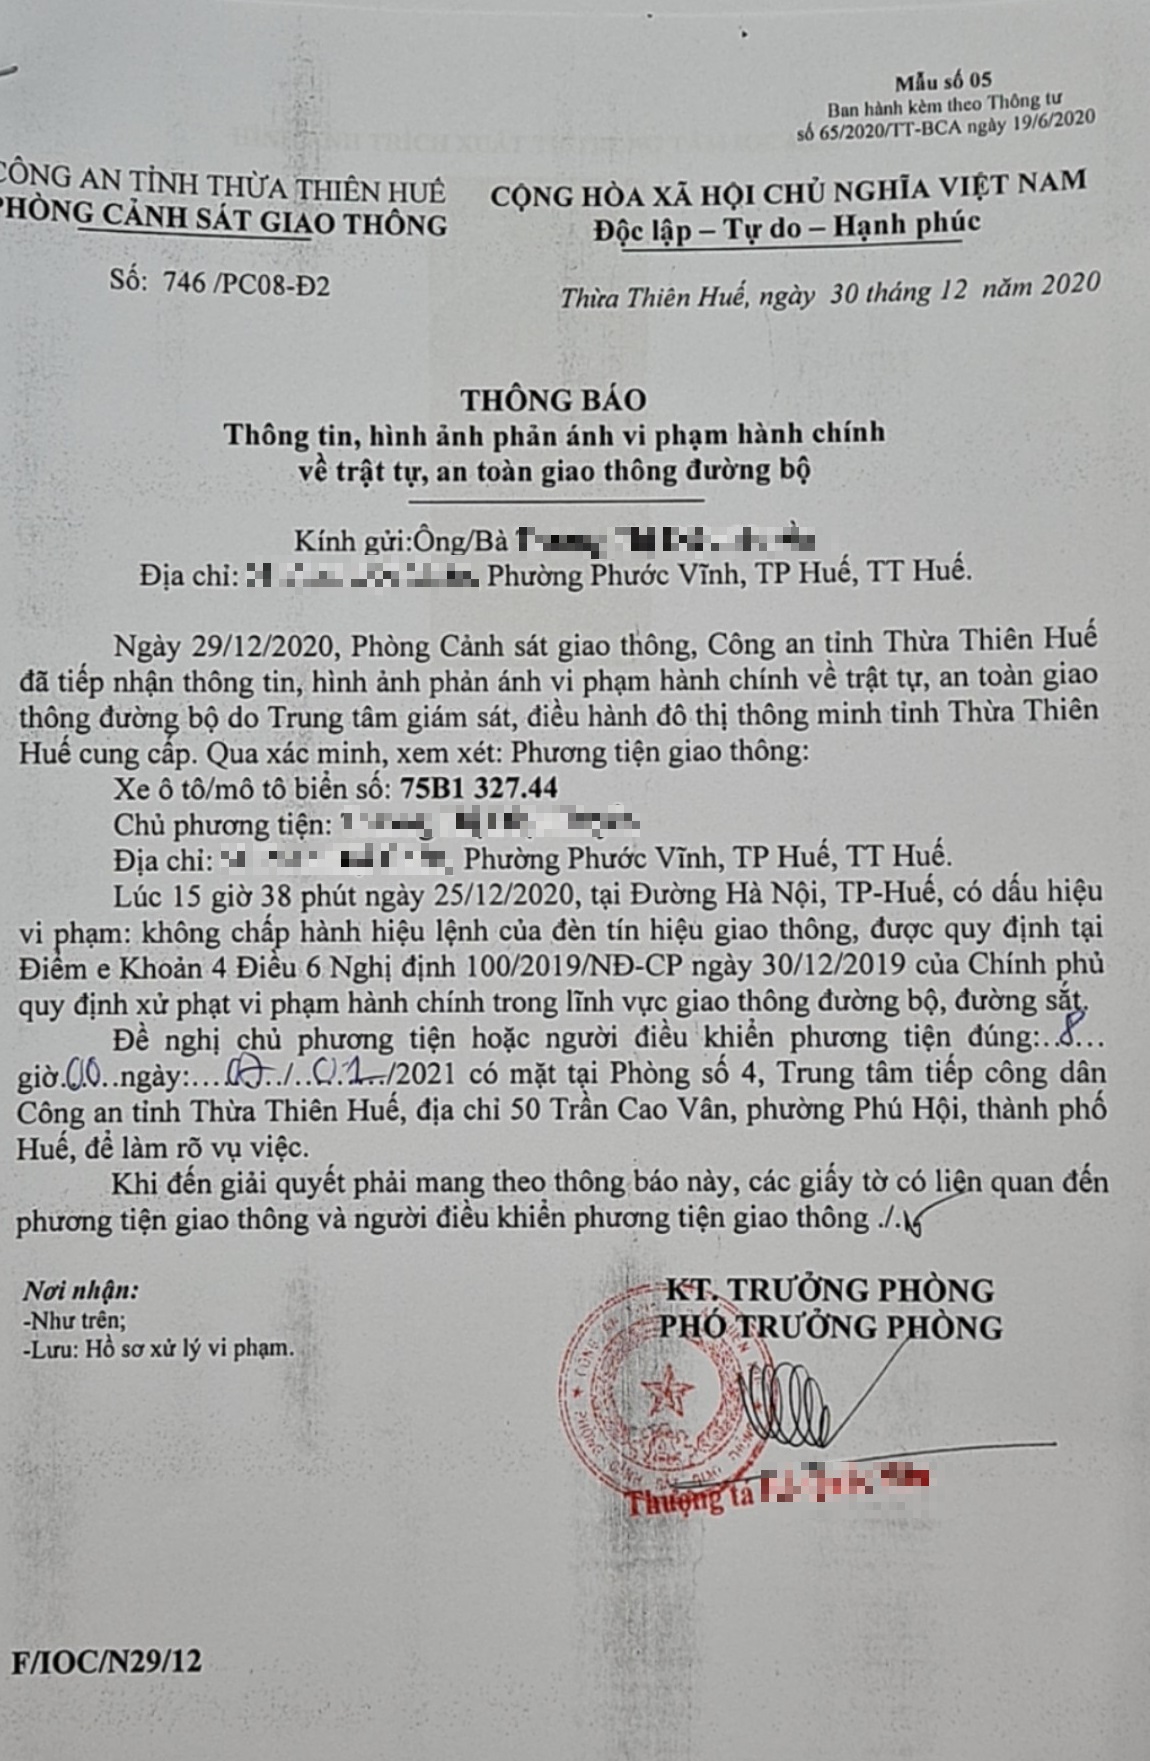 Mẫu số 05
Ban hành kèm theo Thông tư
số 65/2020/TT-BCA ngày 19/6/2020
CÔNG AN TỈNH THỪA THIÊN HUẾ
PHÒNG CẢNH SÁT GIAO THÔNG
CỘNG HÒA XÃ HỘI CHỦ NGHĨA VIỆT NAM
Độc lập – Tự do – Hạnh phúc
Số: 746 /PC08-Đ2
Thừa Thiên Huế, ngày 30 tháng 12 năm 2020
THÔNG BÁO
Thông tin, hình ảnh phản ánh vi phạm hành chính
về trật tự, an toàn giao thông đường bộ
Kính gửi:Ông/Bà
Địa chỉ: Phường Phước Vĩnh, TP Huế, TT Huế.
Ngày 29/12/2020, Phòng Cảnh sát giao thông, Công an tỉnh Thừa Thiên Huế
đã tiếp nhận thông tin, hình ảnh phản ánh vi phạm hành chính về trật tự, an toàn giao
thông đường bộ do Trung tâm giám sát, điều hành đô thị thông minh tỉnh Thừa Thiên
Huế cung cấp. Qua xác minh, xem xét: Phương tiện giao thông:
Xe ô tô/mô tô biển số: 75B1 327.44
Chủ phương tiện:
Địa chỉ: Phường Phước Vĩnh, TP Huế, TT Huế.
Lúc 15 giờ 38 phút ngày 25/12/2020, tại Đường Hà Nội, TP-Huế, có dấu hiệu
vi phạm: không chấp hành hiệu lệnh của đèn tín hiệu giao thông, được quy định tại
Điểm e Khoản 4 Điều 6 Nghị định 100/2019/NĐ-CP ngày 30/12/2019 của Chính phủ
quy định xử phạt vi phạm hành chính trong lĩnh vực giao thông đường bộ, đường sắt.
Đề nghị chủ phương tiện hoặc người điều khiển phương tiện đúng:..8...
giờ.00..ngày:....07../..01../2021 có mặt tại Phòng số 4, Trung tâm tiếp công dân
Công an tỉnh Thừa Thiên Huế, địa chỉ 50 Trần Cao Vân, phường Phú Hội, thành phố
Huế, để làm rõ vụ việc.
Khi đến giải quyết phải mang theo thông báo này, các giấy tờ có liên quan đến
phương tiện giao thông và người điều khiển phương tiện giao thông ./.
Nơi nhận:
-Như trên;
-Lưu: Hồ sơ xử lý vi phạm.
KT. TRƯỞNG PHÒNG
PHÓ TRƯỞNG PHÒNG
Thượng tá
F/IOC/N29/12